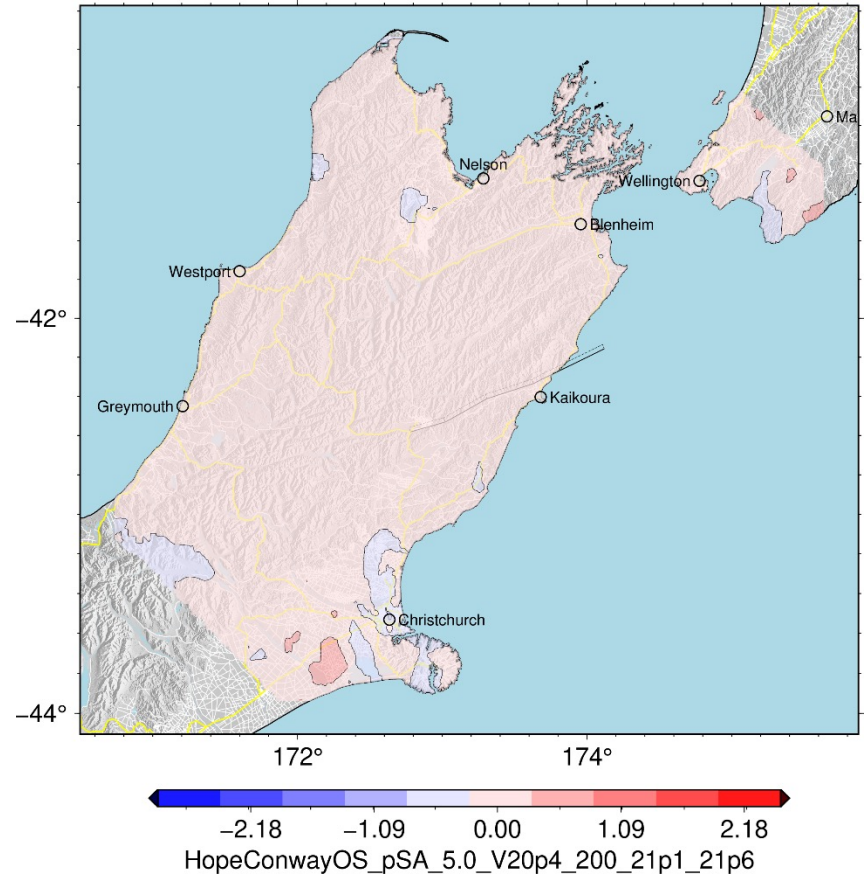 Ma
Nelson
Wellington
Blenheim
Westport
−42°
Greymouth
Kaikoura
Christchurch
−44°
172°
174°
−2.18
−1.09
0.00
1.09
2.18
HopeConwayOS_pSA_5.0_V20p4_200_21p1_21p6